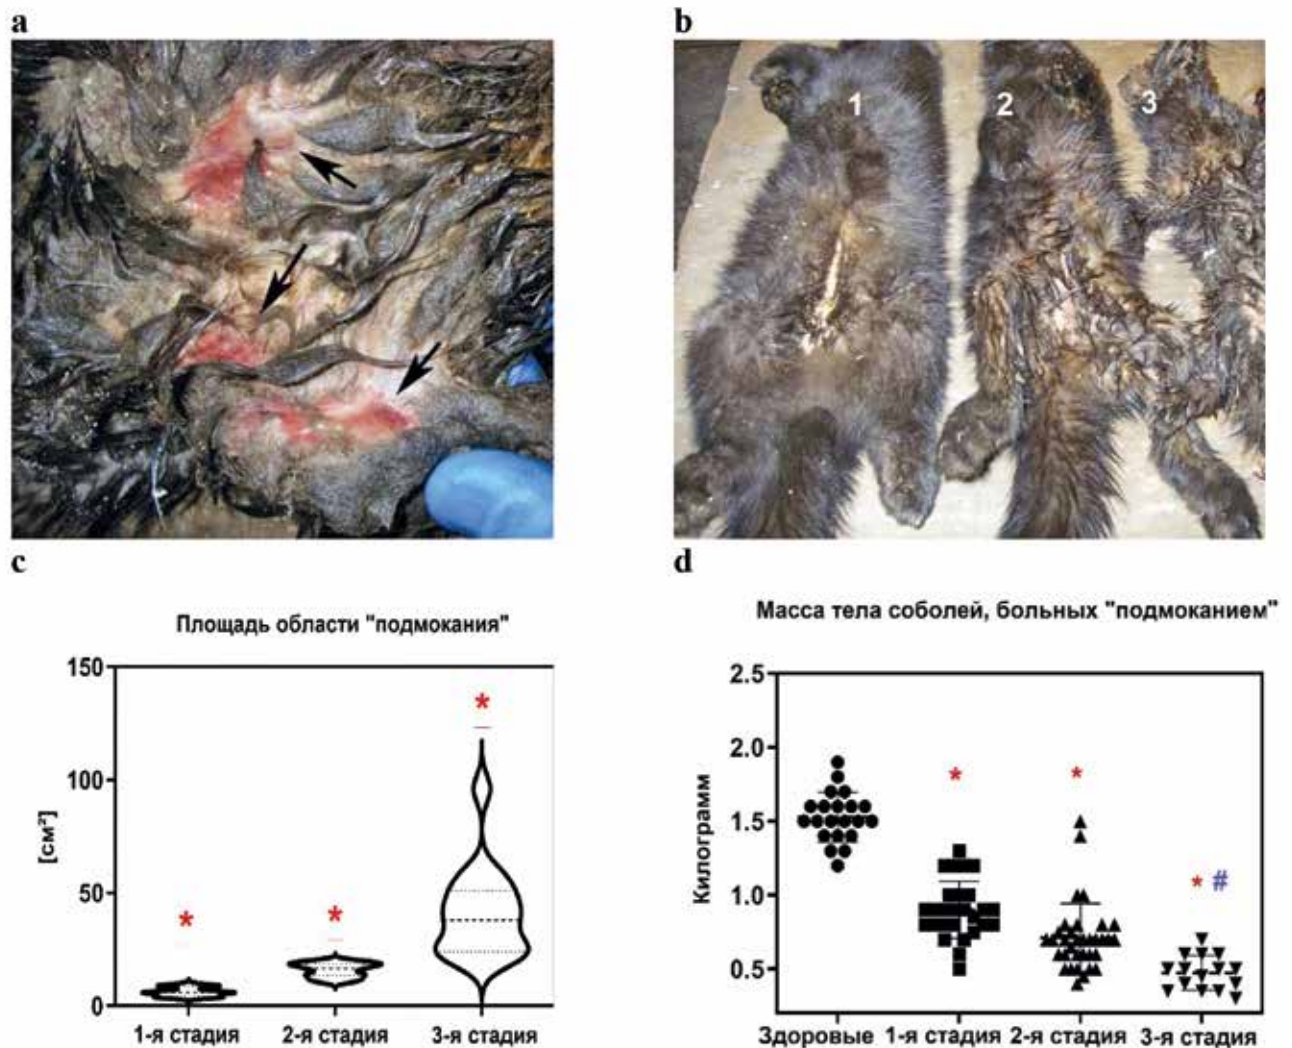 a
b
1
2
3
c
d
Площадь области "подмокания"
150
100
50
0
[см²]
*
*
*
1-я стадия
2-я стадия
3-я стадия
Масса тела соболей, больных "подмоканием"
2.5
2.0
1.5
1.0
0.5
Килограмм
*
*
* #
Здоровые
1-я стадия
2-я стадия
3-я стадия